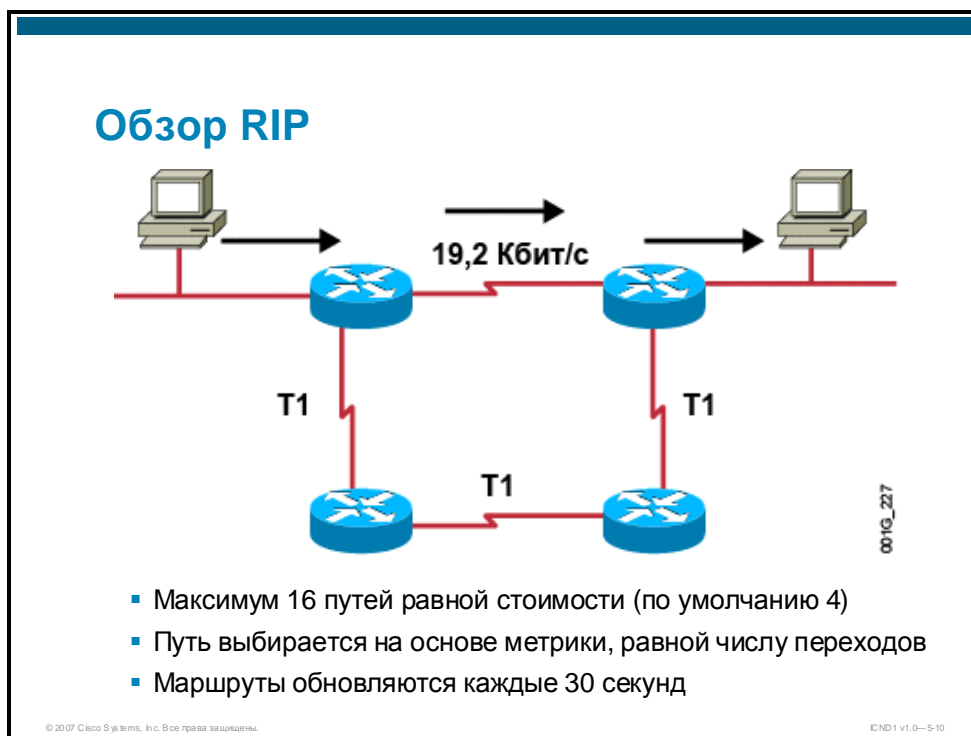 Обзор RIP
19,2 Кбит/с
T1
T1
T1
001G_227
Максимум 16 путей равной стоимости (по умолчанию 4)
Путь выбирается на основе метрики, равной числу переходов
Маршруты обновляются каждые 30 секунд
© 2007 Cisco Systems, Inc. Все права защищены.
ICND1 v1.0—5-10